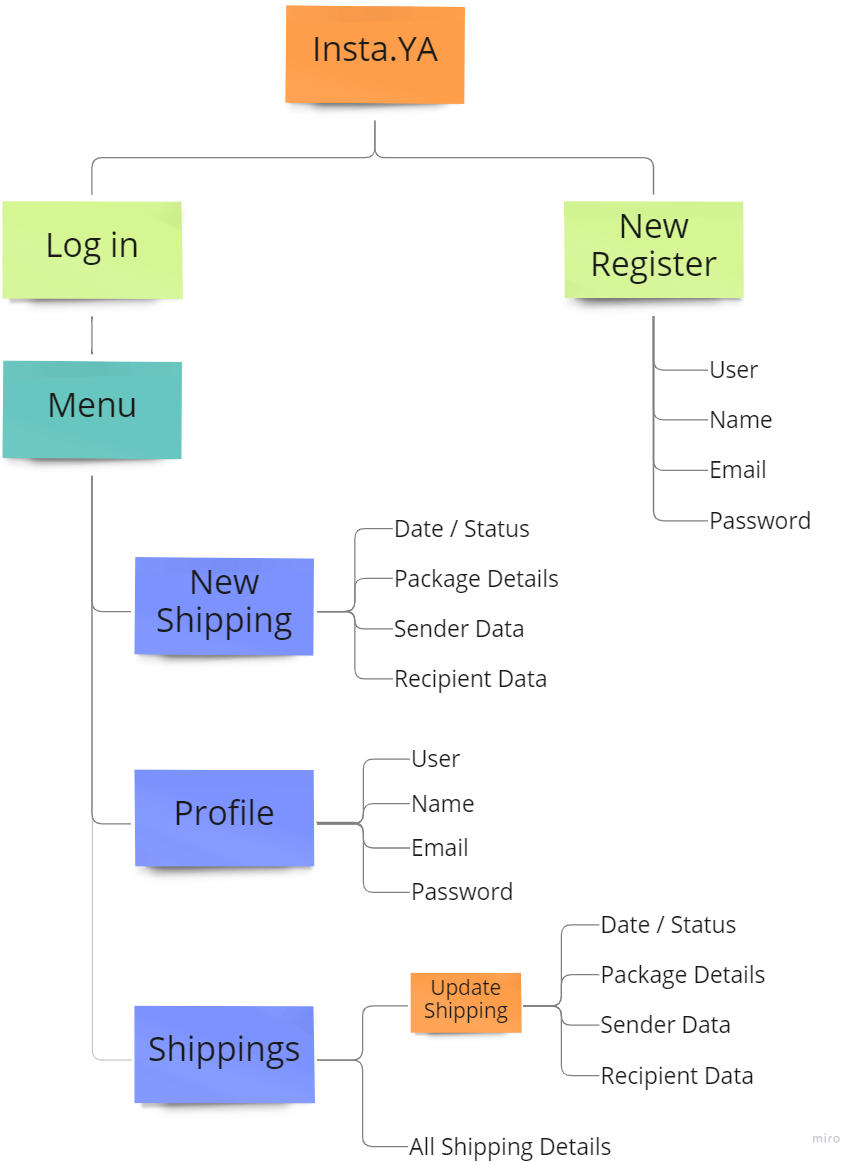 Insta.YA
Log in
New
Register
Menu
User
Name
Email
Password
New
Shipping
Date / Status
Package Details
Sender Data
Recipient Data
Profile
User
Name
Email
Password
Shippings
Update
Shipping
Date / Status
Package Details
Sender Data
Recipient Data
All Shipping Details
miro